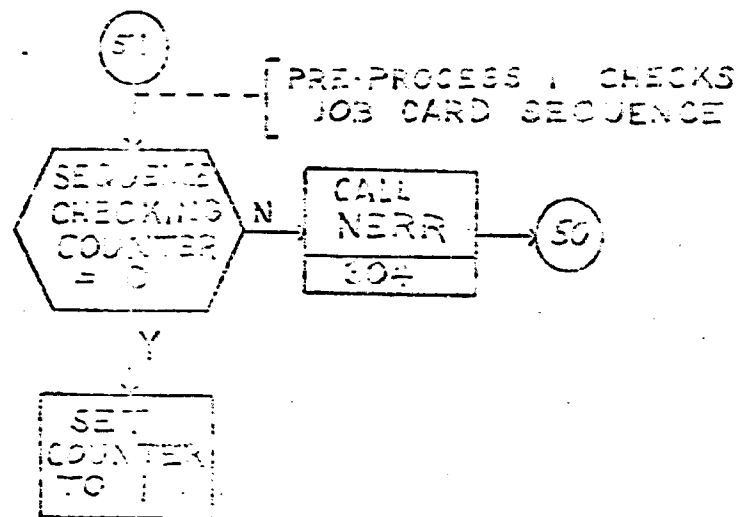 51
PRE-PROCESS 1 CHECKS
JOB CARD SEQUENCE
SEQUENCE
CHECKING
COUNTER
= 0
N
CALL
NERR
304
50
Y
SET
COUNTER
TO 1